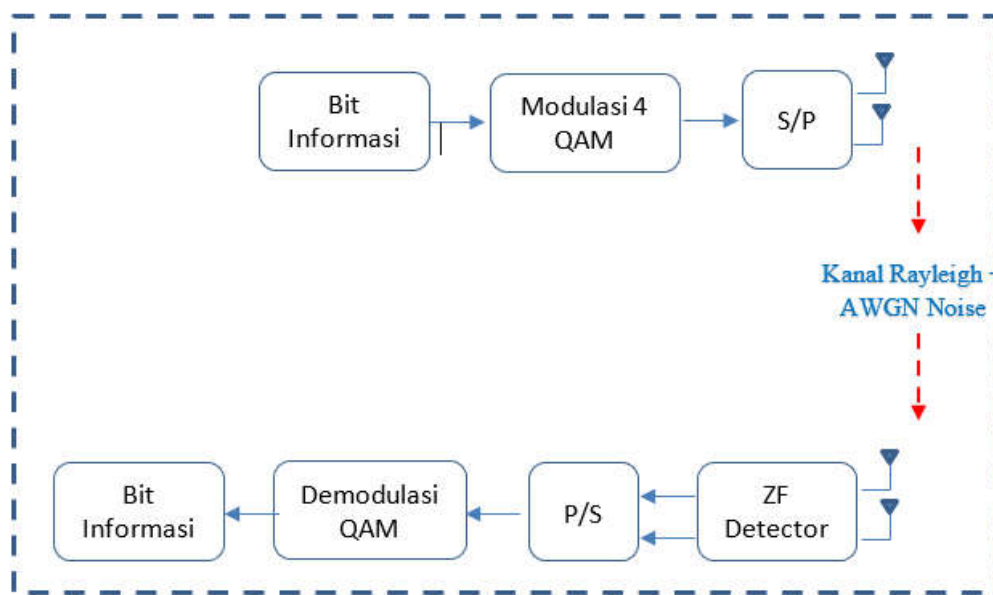 Bit
Informasi
Modulasi 4
QAM
S/P
Kanal Rayleigh +
AWGN Noise
Bit
Informasi
Demodulasi
QAM
P/S
ZF
Detector